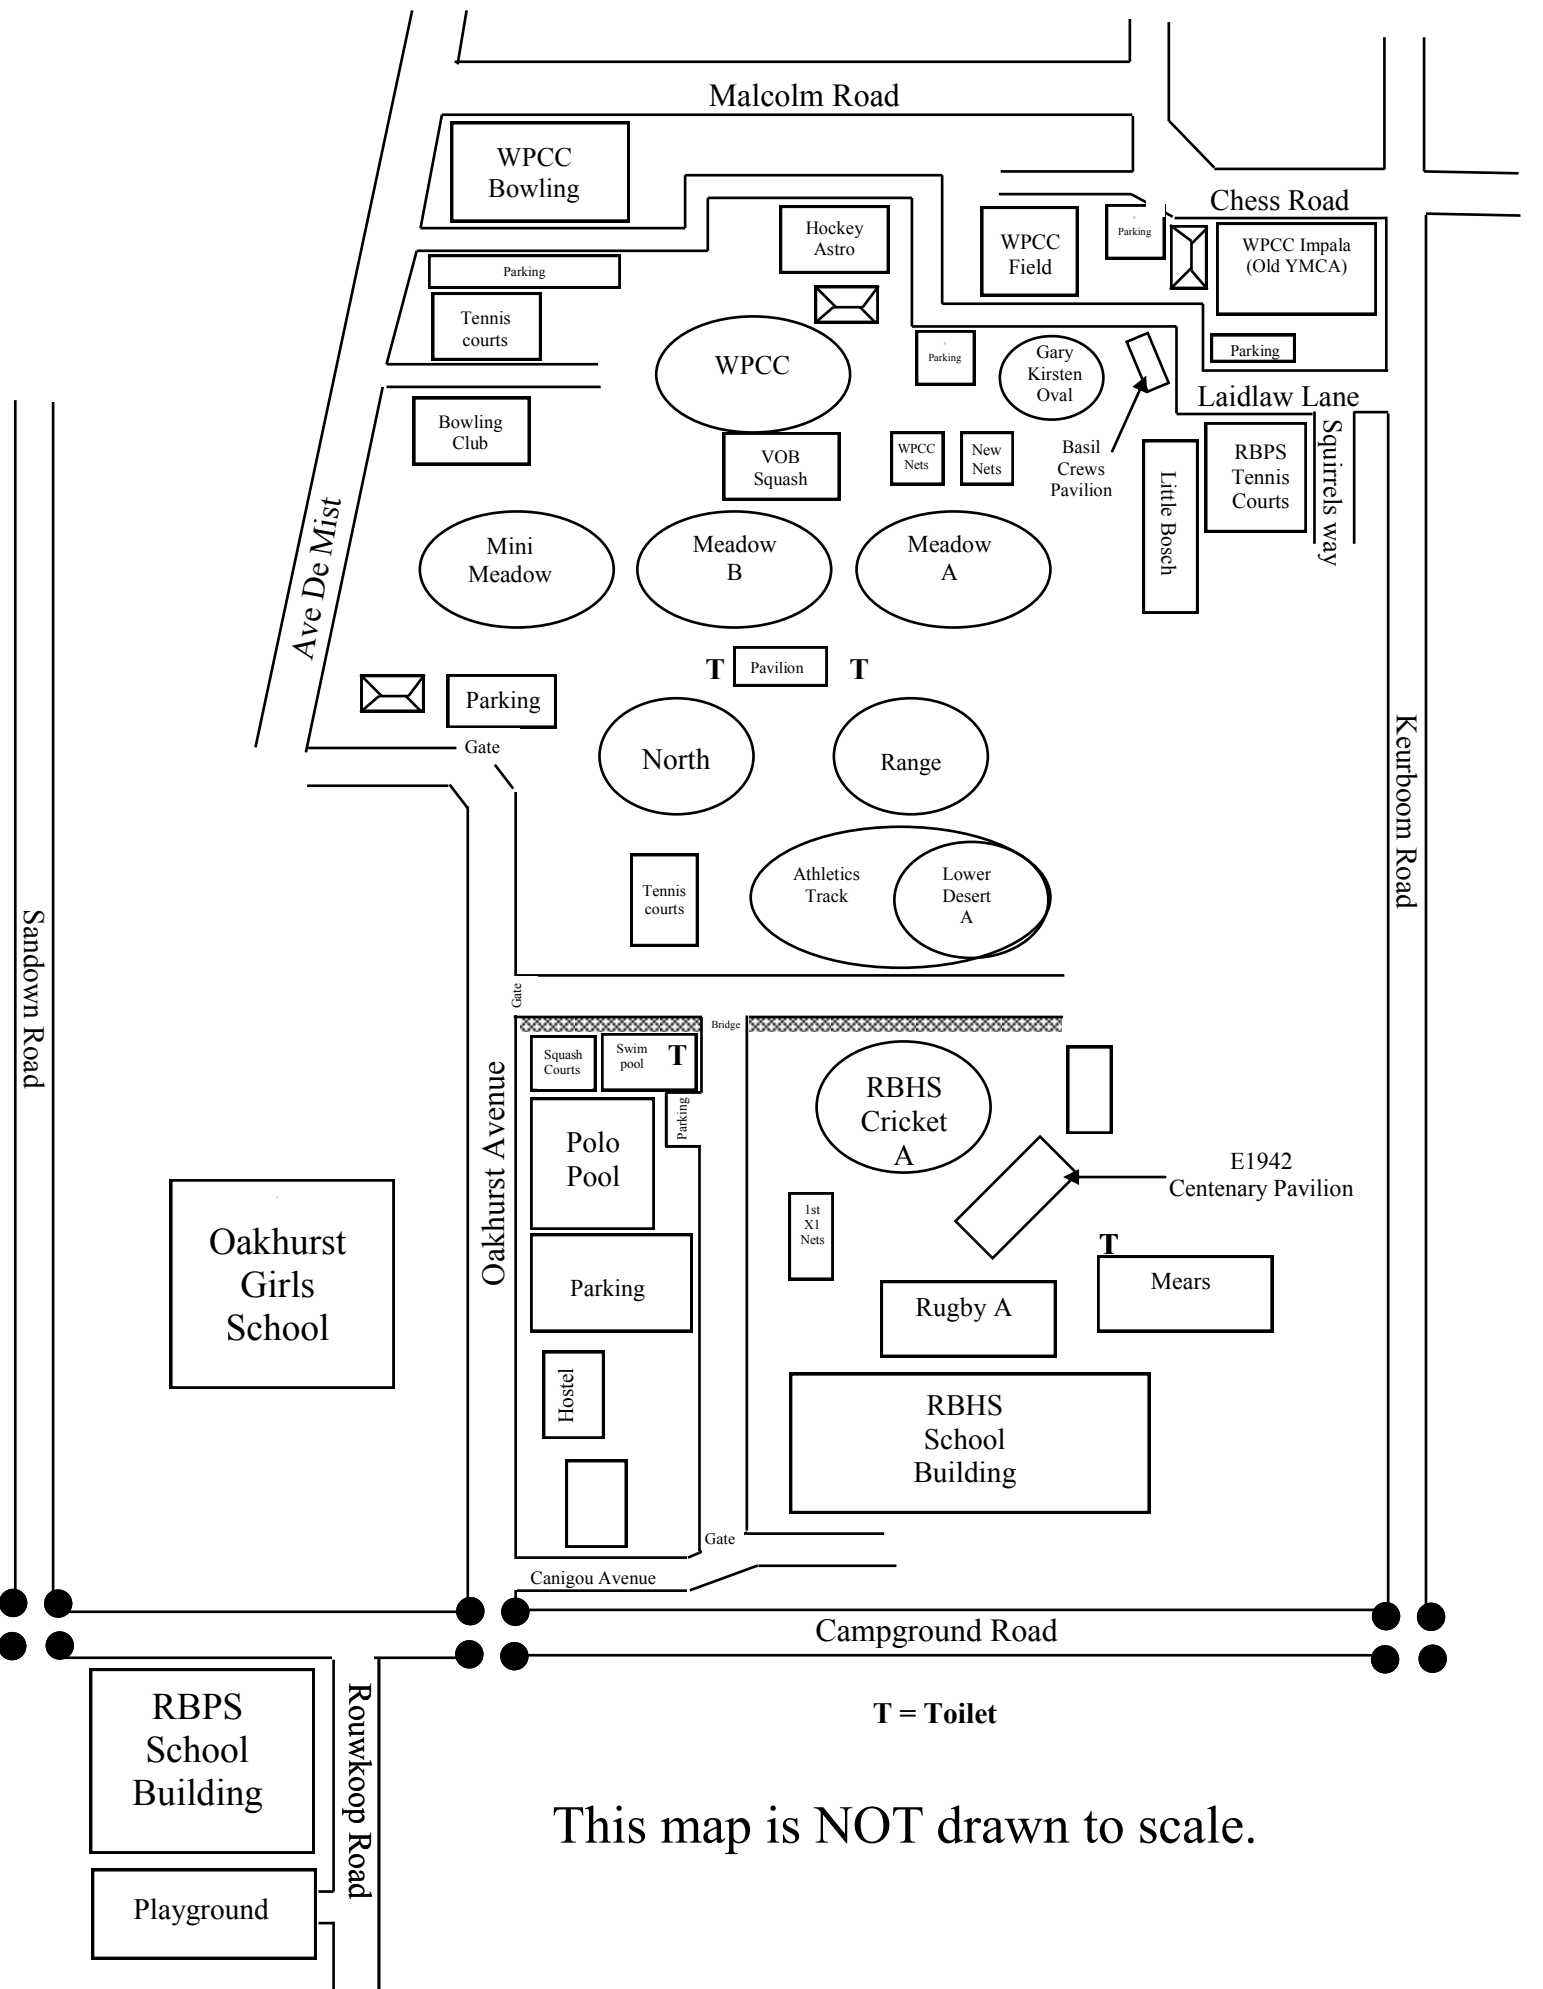 Malcolm Road
WPCC
Bowling
Chess Road
Hockey
Astro
WPCC
Field
Parking
WPCC Impala
(Old YMCA)
Parking
Tennis
courts
WPCC
Parking
Gary
Kirsten
Oval
Parking
Laidlaw Lane
Bowling
Club
VOB
Squash
WPCC
Nets
New
Nets
Basil
Crews
Pavilion
Little Bosch
RBPS
Tennis
Courts
Squirrels way
Ave De Mist
Mini
Meadow
Meadow
B
Meadow
A
T
Pavilion
T
Parking
Gate
North
Range
Keurboom Road
Athletics
Track
Lower
Desert
A
Tennis
courts
Sandown Road
Gate
Bridge
Squash
Courts
Swim
pool
T
Parking
Polo
Pool
RBHS
Cricket
A
E1942
Centenary Pavilion
Oakhurst Avenue
1st
X1
Nets
T
Oakhurst
Girls
School
Parking
Rugby A
Mears
Hostel
RBHS
School
Building
Gate
Canigou Avenue
Campground Road
RBPS
School
Building
Rouwkoop Road
T = Toilet
This map is NOT drawn to scale.
Playground